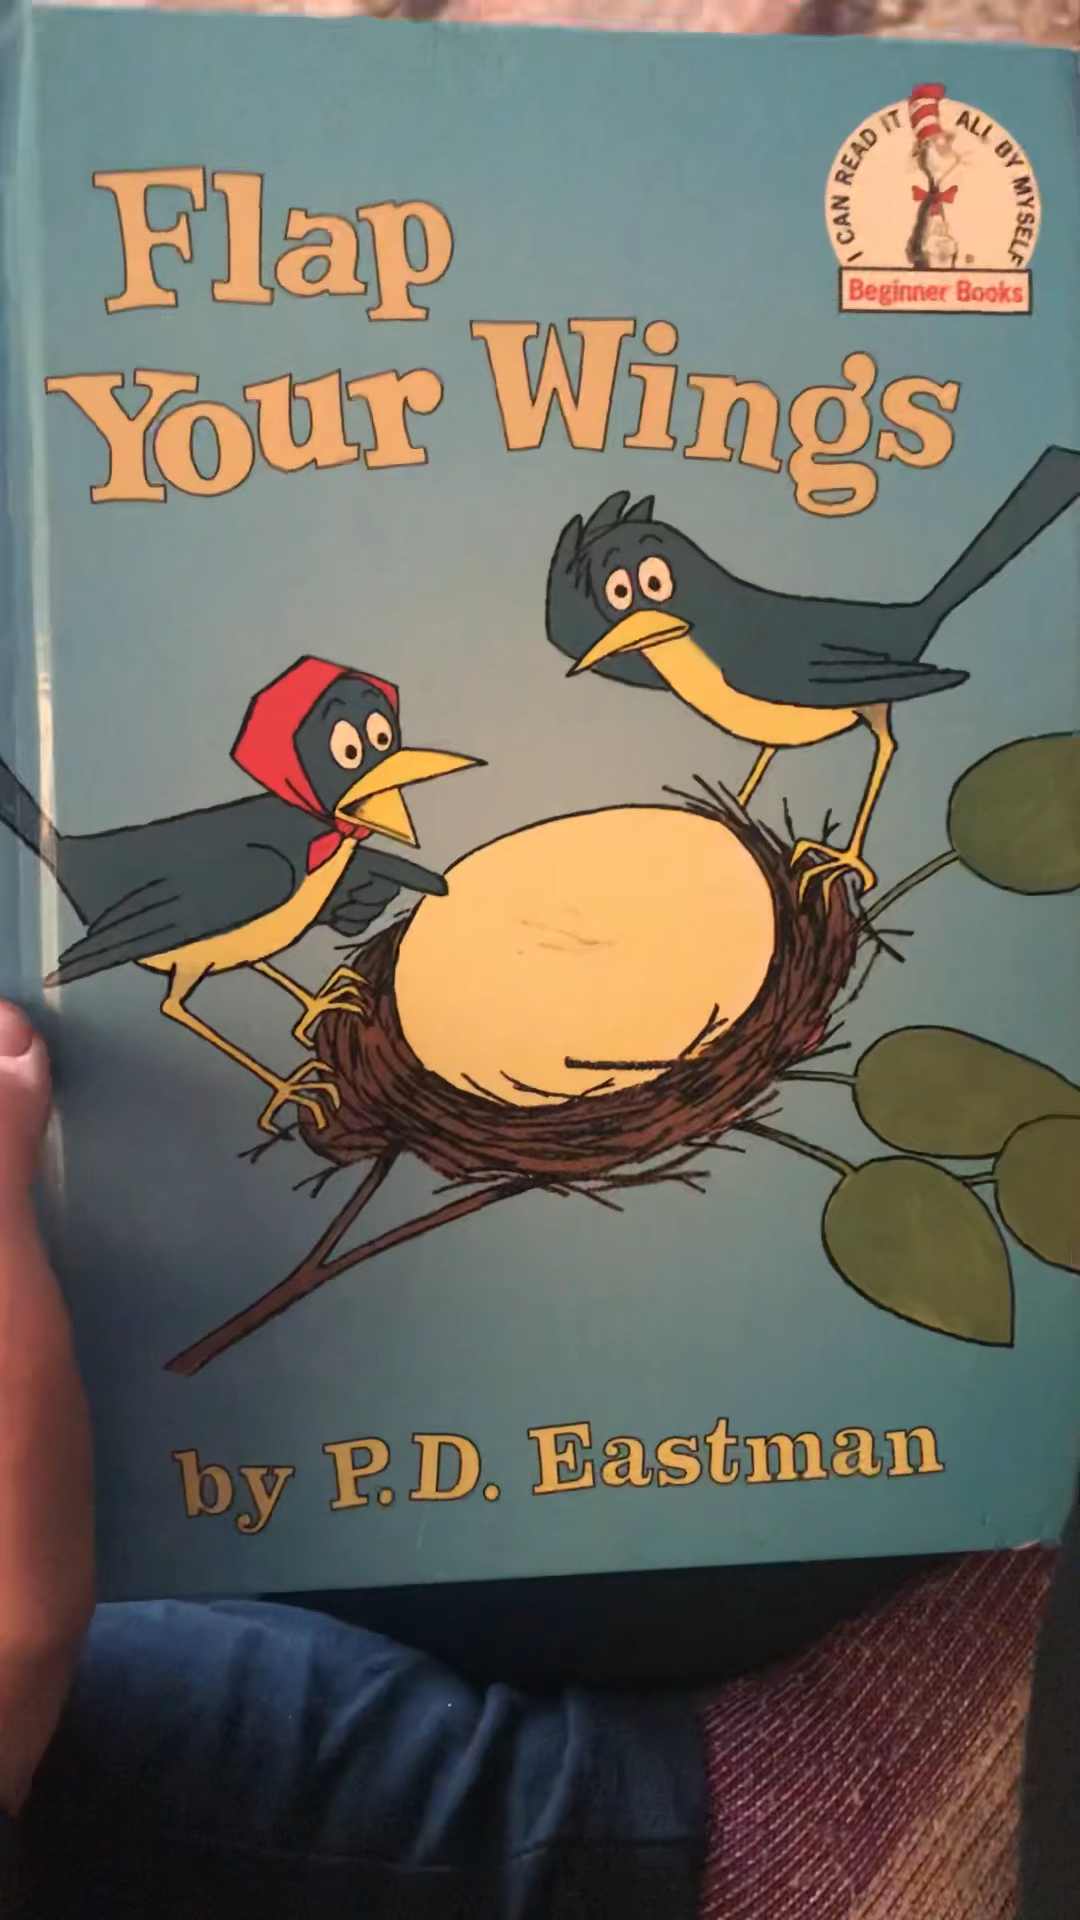 I CAN READ IT ALL BY MYSELF
Beginner Books
Flap
Your Wings
by P.D. Eastman